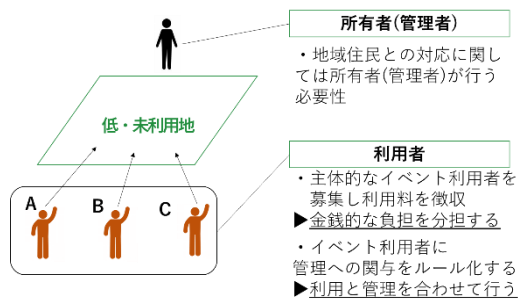 所有者(管理者)
・地域住民との対応に関し
ては所有者(管理者)が行う
必要性
低・未利用地
利用者
A
B
C
・主体的なイベント利用者を
募集し利用料を徴収
▶金銭的な負担を分担する
・イベント利用者に
管理への関与をルール化する
▶利用と管理を合わせて行う